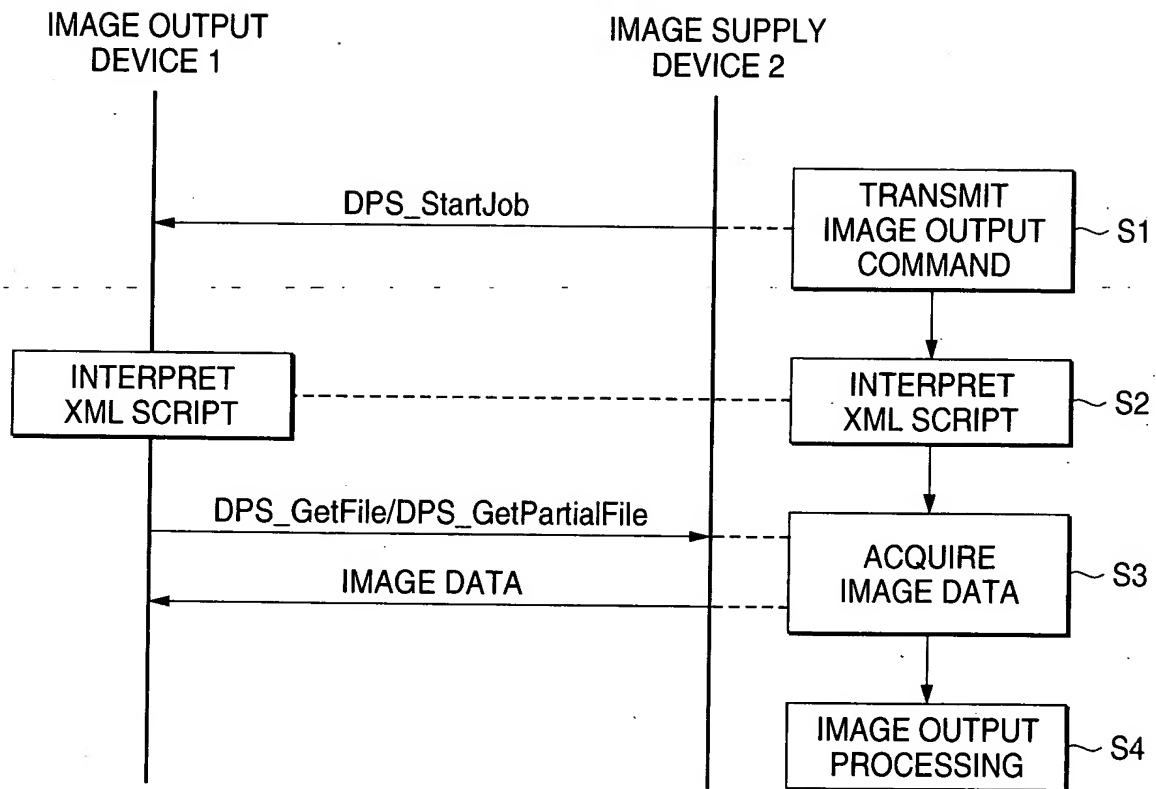 IMAGE OUTPUT
DEVICE 1
IMAGE SUPPLY
DEVICE 2
DPS_StartJob
TRANSMIT
IMAGE OUTPUT
COMMAND
S1
INTERPRET
XML SCRIPT
INTERPRET
XML SCRIPT
S2
DPS_GetFile/DPS_GetPartialFile
IMAGE DATA
ACQUIRE
IMAGE DATA
S3
IMAGE OUTPUT
PROCESSING
S4